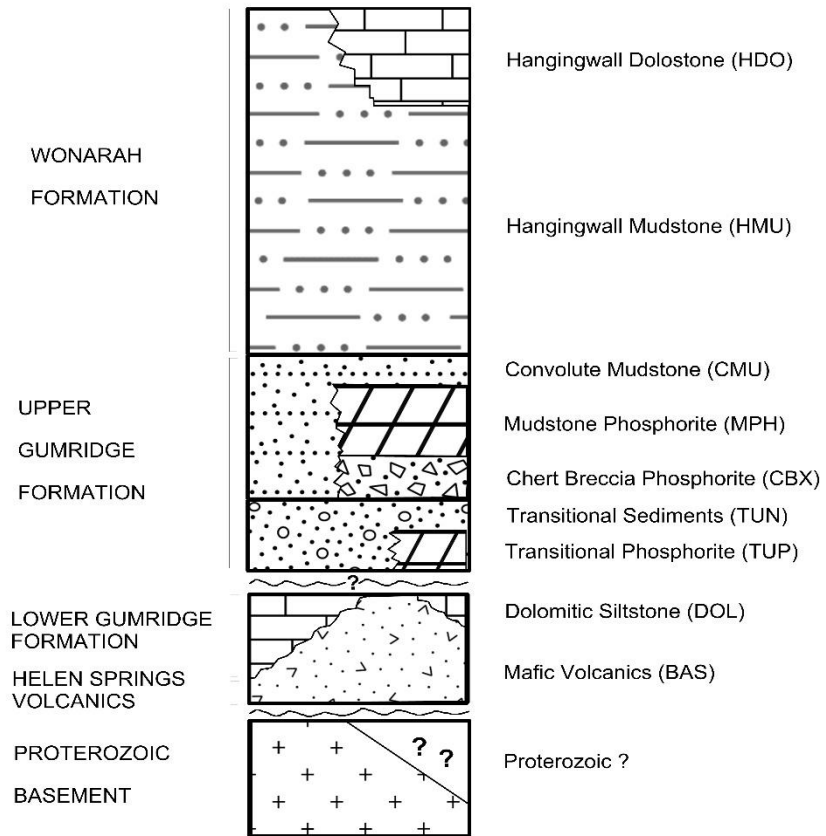 Hangingwall Dolostone (HDO)
WONARAH
FORMATION
Hangingwall Mudstone (HMU)
Convolute Mudstone (CMU)
UPPER
GUMRIDGE
FORMATION
Mudstone Phosphorite (MPH)
Chert Breccia Phosphorite (CBX)
Transitional Sediments (TUN)
Transitional Phosphorite (TUP)
?
LOWER GUMRIDGE
FORMATION
Dolomitic Siltstone (DOL)
HELEN SPRINGS
VOLCANICS
Mafic Volcanics (BAS)
PROTEROZOIC
BASEMENT
? ?
Proterozoic ?